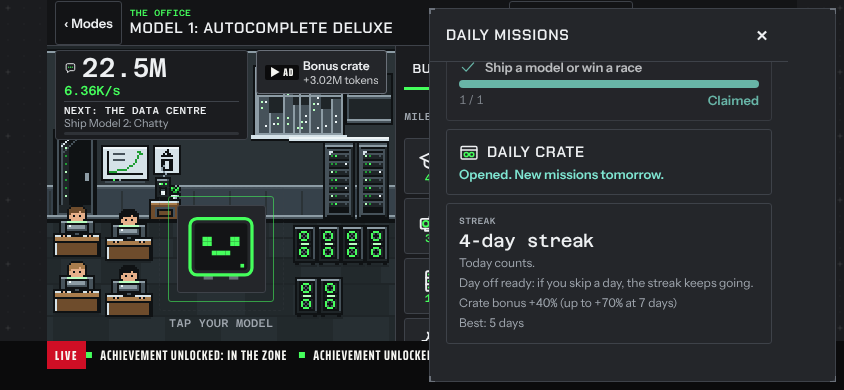 ‹ Modes
THE OFFICE
MODEL 1: AUTOCOMPLETE DELUXE
22.5M
6.36K/s
NEXT: THE DATA CENTRE
Ship Model 2: Chatty
AD
Bonus crate
+3.02M tokens
BU
MILE
TAP YOUR MODEL
LIVE
ACHIEVEMENT UNLOCKED: IN THE ZONE
ACHIEVEMENT UNLOCKE
DAILY MISSIONS
×
Ship a model or win a race
1 / 1
Claimed
DAILY CRATE
Opened. New missions tomorrow.
STREAK
4-day streak
Today counts.
Day off ready: if you skip a day, the streak keeps going.
Crate bonus +40% (up to +70% at 7 days)
Best: 5 days